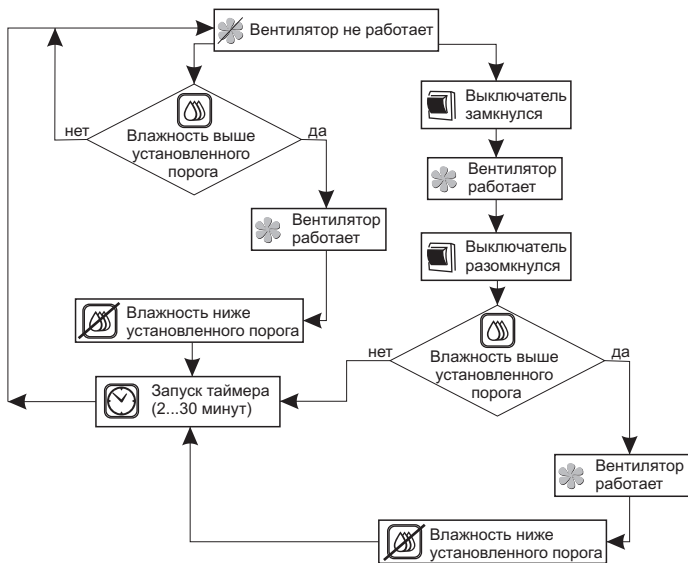 Вентилятор не работает
Выключатель
замкнулся
нет
Влажность выше
установленного
порога
да
Вентилятор
работает
Вентилятор
работает
Выключатель
разомкнулся
Влажность ниже
установленного порога
нет
Влажность выше
установленного
порога
да
Запуск таймера
(2...30 минут)
Вентилятор
работает
Влажность ниже
установленного порога